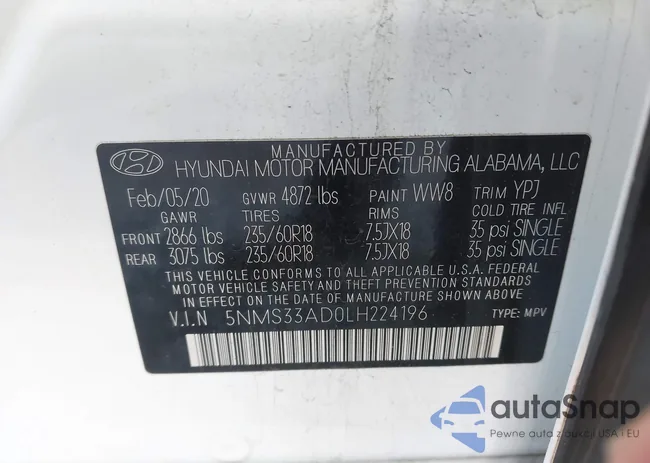 MANUFACTURED BY
HYUNDAI MOTOR MANUFACTURING ALABAMA, LLC
Feb/05/20 GVWR 4872 lbs PAINT WW8 TRIM YPJ
GAWR TIRES RIMS COLD TIRE INFL
FRONT 2866 lbs 235/60R18 7.5JX18 35 psi SINGLE
REAR 3075 lbs 235/60R18 7.5JX18 35 psi SINGLE
THIS VEHICLE CONFORMS TO ALL APPLICABLE U.S.A. FEDERAL
MOTOR VEHICLE SAFETY AND THEFT PREVENTION STANDARDS
IN EFFECT ON THE DATE OF MANUFACTURE SHOWN ABOVE.
V.I.N 5NMS33AD0LH224196 TYPE: MPV
autoSnap
Pewne auta z aukcji USA i EU